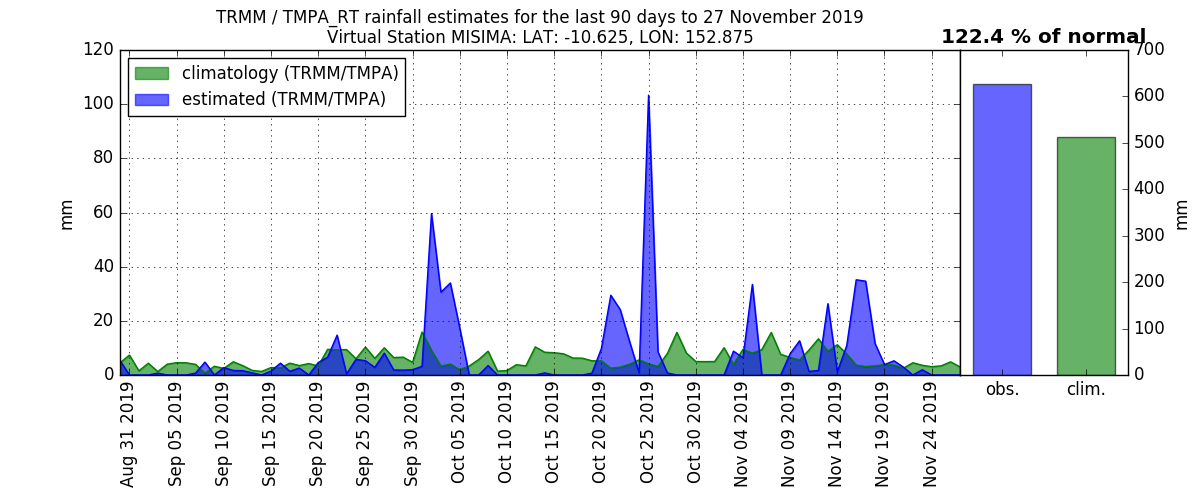 TRMM / TMPA_RT rainfall estimates for the last 90 days to 27 November 2019
Virtual Station MISIMA: LAT: -10.625, LON: 152.875
122.4 % of normal
climatology (TRMM/TMPA)
estimated (TRMM/TMPA)
120
100
80
60
40
20
0
mm
Aug 31 2019
Sep 05 2019
Sep 10 2019
Sep 15 2019
Sep 20 2019
Sep 25 2019
Sep 30 2019
Oct 05 2019
Oct 10 2019
Oct 15 2019
Oct 20 2019
Oct 25 2019
Oct 30 2019
Nov 04 2019
Nov 09 2019
Nov 14 2019
Nov 19 2019
Nov 24 2019
700
600
500
400
300
200
100
0
mm
obs.
clim.